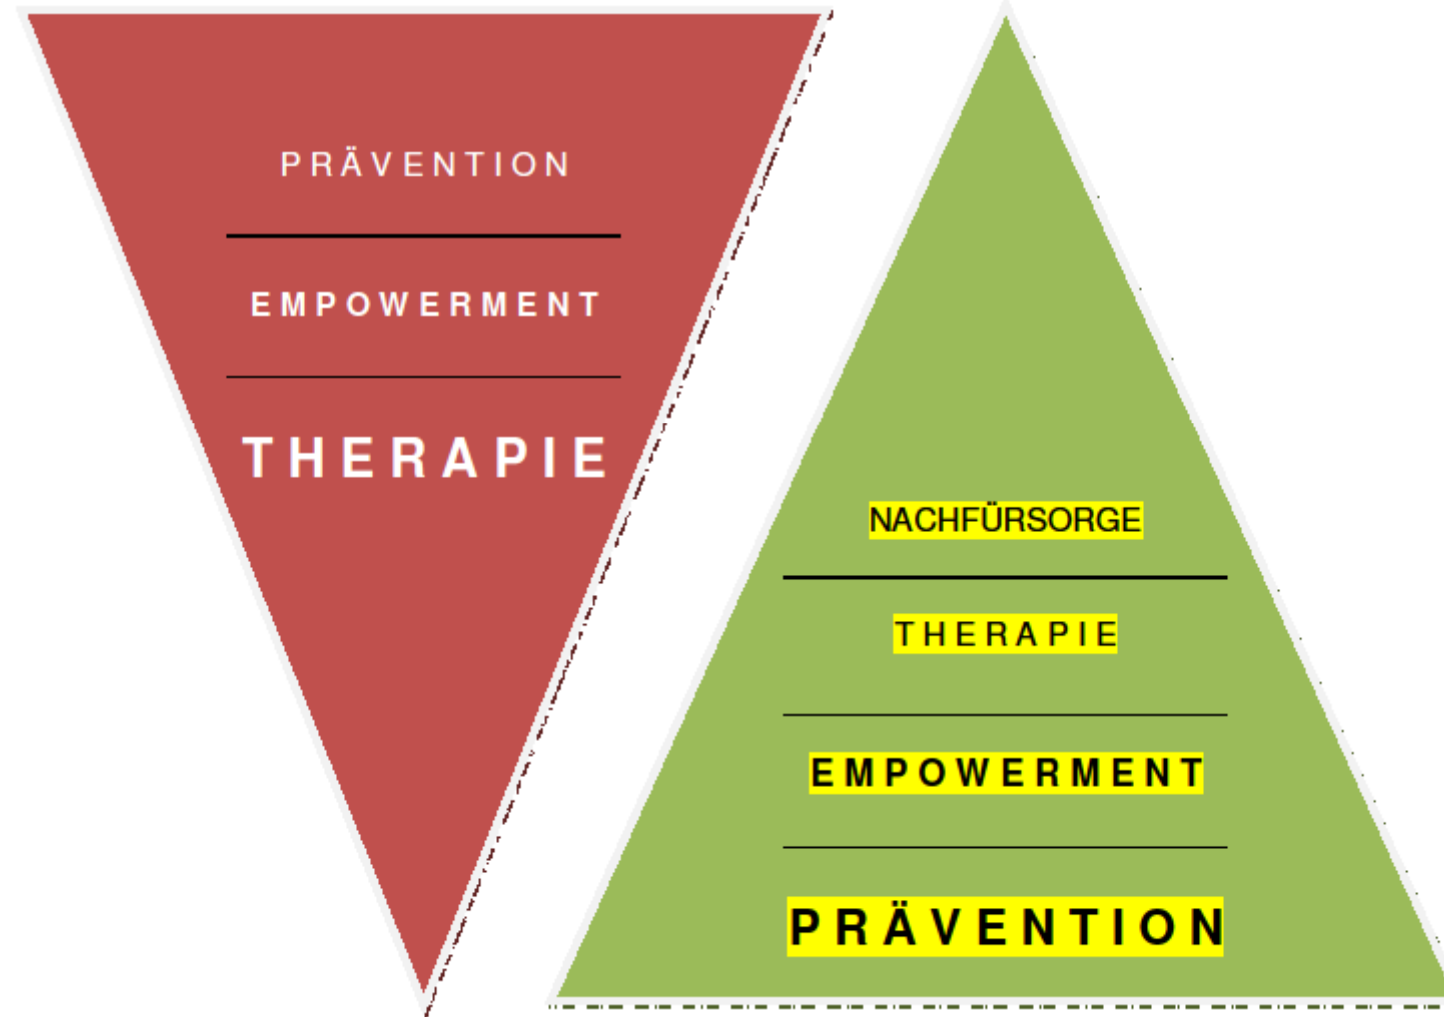 PRÄVENTION
EMPOWERMENT
THERAPIE
NACHFÜRSORGE
THERAPIE
EMPOWERMENT
PRÄVENTION